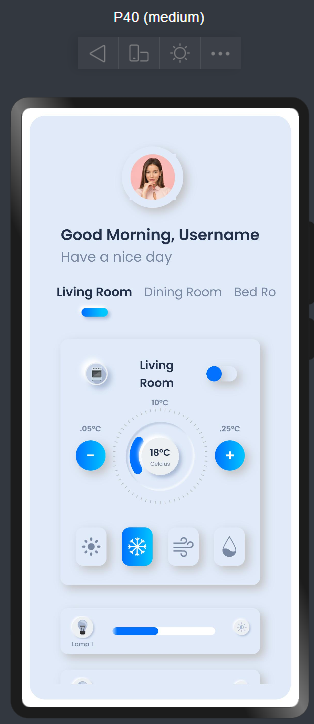 P40 (medium)
Good Morning, Username
Have a nice day
Living Room Dining Room Bed Ro
Living
Room
10°C
.05°C .25°C
- 18°C +
Celcius
Lamp 1